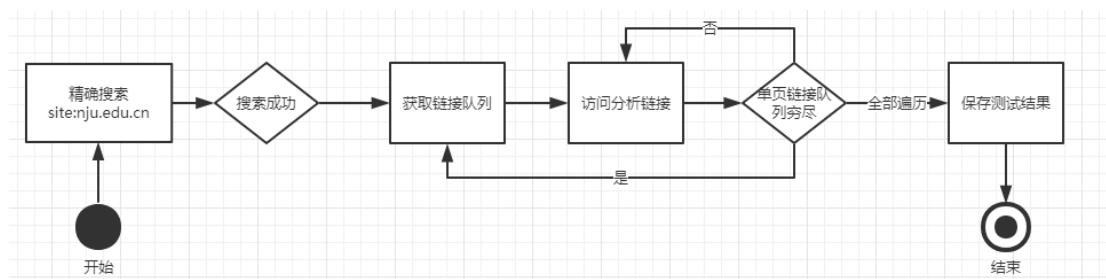 否
精确搜索
site:nju.edu.cn
搜索成功
获取链接队列
访问分析链接
单页链接队
列穷尽
全部遍历
保存测试结果
是
开始
结束